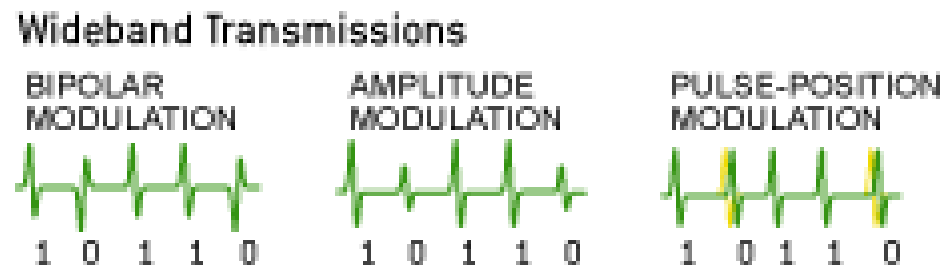 Wideband Transmissions
BIPOLAR
MODULATION
1 0 1 1 0
AMPLITUDE
MODULATION
1 0 1 1 0
PULSE-POSITION
MODULATION
1 0 1 1 0